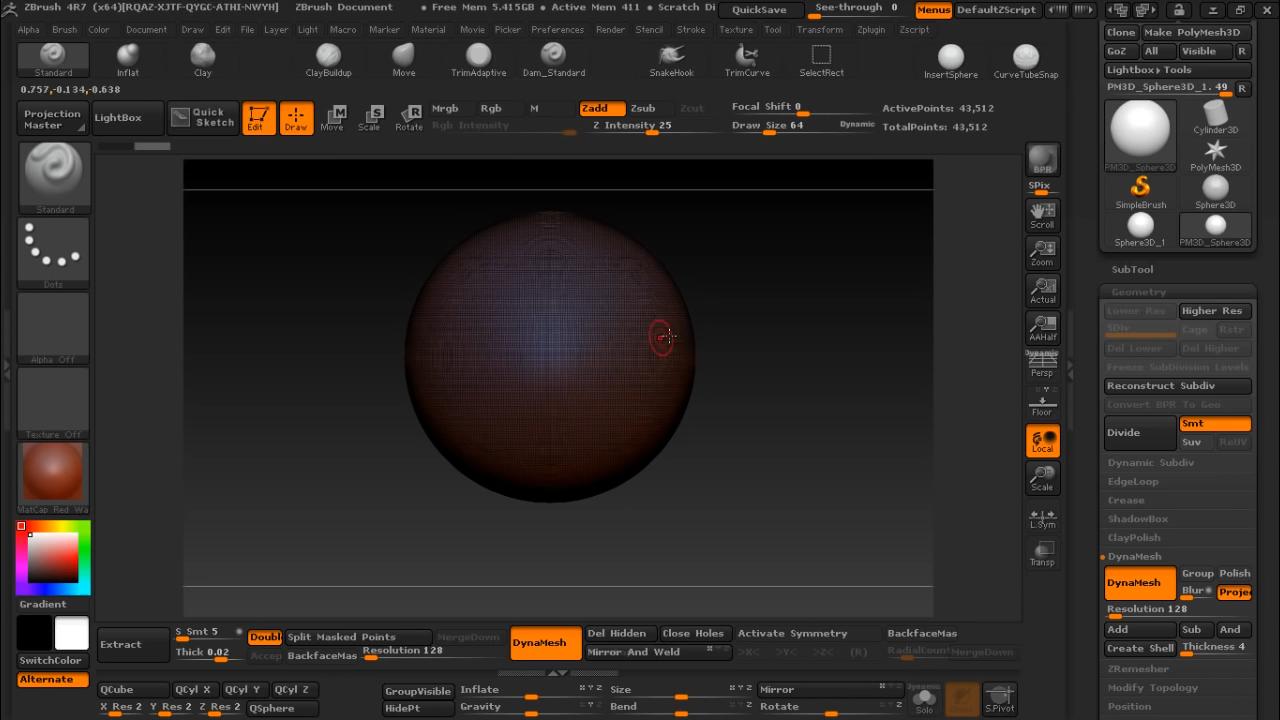 ZBrush 4R7 (x64)[RQAZ-XJTF-QYGC-ATHI-NWYH] ZBrush Document • Free Mem 5.415GB • Active Mem 411 • Scratch Di QuickSave See-through 0 Menus DefaultZScript
Alpha Brush Color Document Draw Edit File Layer Light Macro Marker Material Movie Picker Preferences Render Stencil Stroke Texture Tool Transform Zplugin Zscript
Clone Make PolyMesh3D
GoZ All Visible R
Lightbox▸Tools
PM3D_Sphere3D_1. 49 R
Standard Inflat Clay ClayBuildup Move TrimAdaptive Dam_Standard SnakeHook TrimCurve SelectRect InsertSphere CurveTubeSnap
0.757,-0.134,-0.638
Projection Master
LightBox
Quick Sketch
Edit Draw Move Scale Rotate
Mrgb Rgb M Zadd Zsub Zcut
Rgb Intensity Z Intensity 25
Focal Shift 0
Draw Size 64 Dynamic
ActivePoints: 43,512
TotalPoints: 43,512
Cylinder3D
PM3D_Sphere3D PolyMesh3D
SimpleBrush Sphere3D
Sphere3D_1 PM3D_Sphere3D
Standard
Dots
Alpha Off
Texture Off
MatCap Red Wa
Gradient
SwitchColor
Alternate
BPR
SPix
Scroll
Zoom
Actual
AAHalf
Dynamic
Persp
Floor
Local
Scale
L.Sym
Transp
SubTool
Geometry
Lower Res Higher Res
SDiv Cage Rstr
Del Lower Del Higher
Freeze SubDivision Levels
Reconstruct Subdiv
Convert BPR To Geo
Divide Smt
Suv ReUV
Dynamic Subdiv
EdgeLoop
Crease
ShadowBox
ClayPolish
DynaMesh
DynaMesh Group Polish
Blur Projec
Resolution 128
Add Sub And
Create Shell Thickness 4
ZRemesher
Modify Topology
Position
Extract S Smt 5 Doubl Split Masked Points MergeDown DynaMesh Del Hidden Close Holes Activate Symmetry BackfaceMas
Thick 0.02 Accep BackfaceMas Resolution 128 Mirror And Weld >X< >Y< >Z< (R) RadialCount MergeDown
QCube QCyl X QCyl Y QCyl Z GroupVisible Inflate Size Mirror Dynamic
X Res 2 Y Res 2 Z Res 2 QSphere HidePt Gravity Bend Rotate Solo S.Pivot